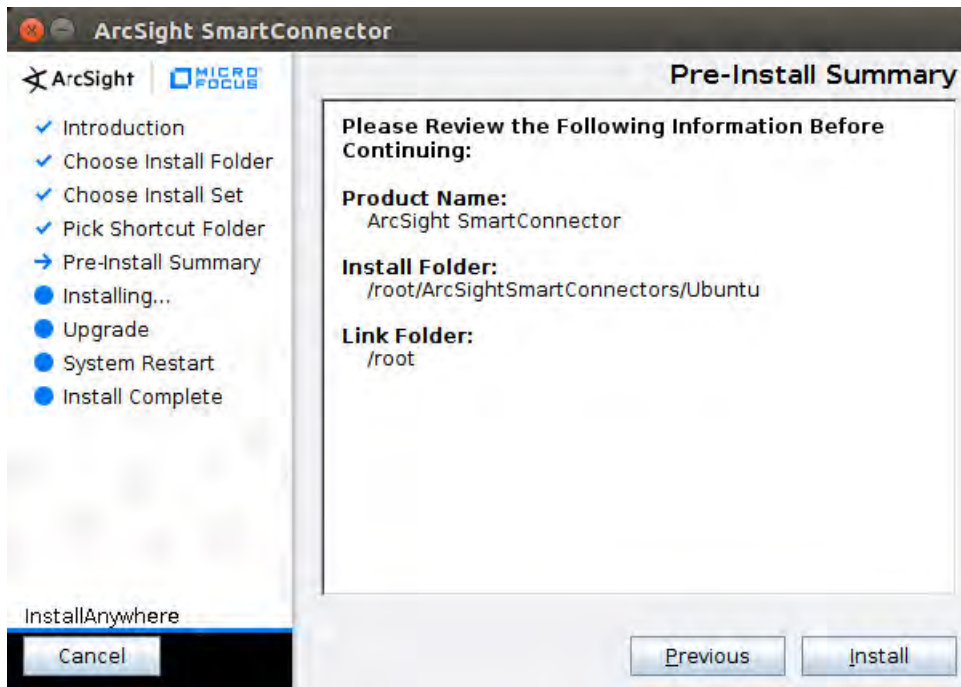 ArcSight SmartConnector
ArcSight
MICRO
FOCUS
Pre-Install Summary
Introduction
Choose Install Folder
Choose Install Set
Pick Shortcut Folder
Pre-Install Summary
Installing...
Upgrade
System Restart
Install Complete
Please Review the Following Information Before
Continuing:
Product Name:
ArcSight SmartConnector
Install Folder:
/root/ArcSightSmartConnectors/Ubuntu
Link Folder:
/root
InstallAnywhere
Cancel
Previous
Install